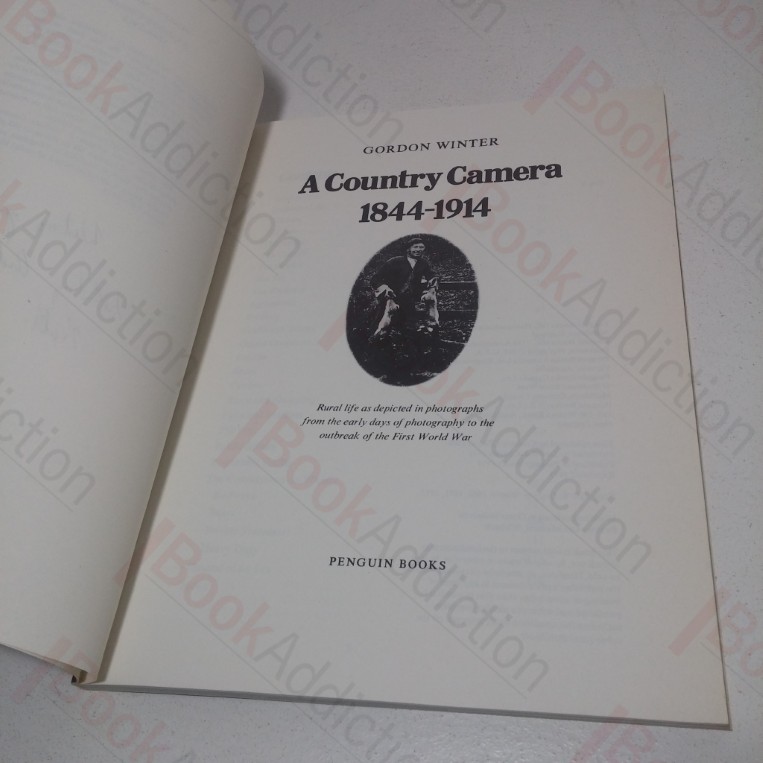 GORDON WINTER
A Country Camera
1844-1914
Rural life as depicted in photographs
from the early days of photography to the
outbreak of the First World War
PENGUIN BOOKS
BookAddiction